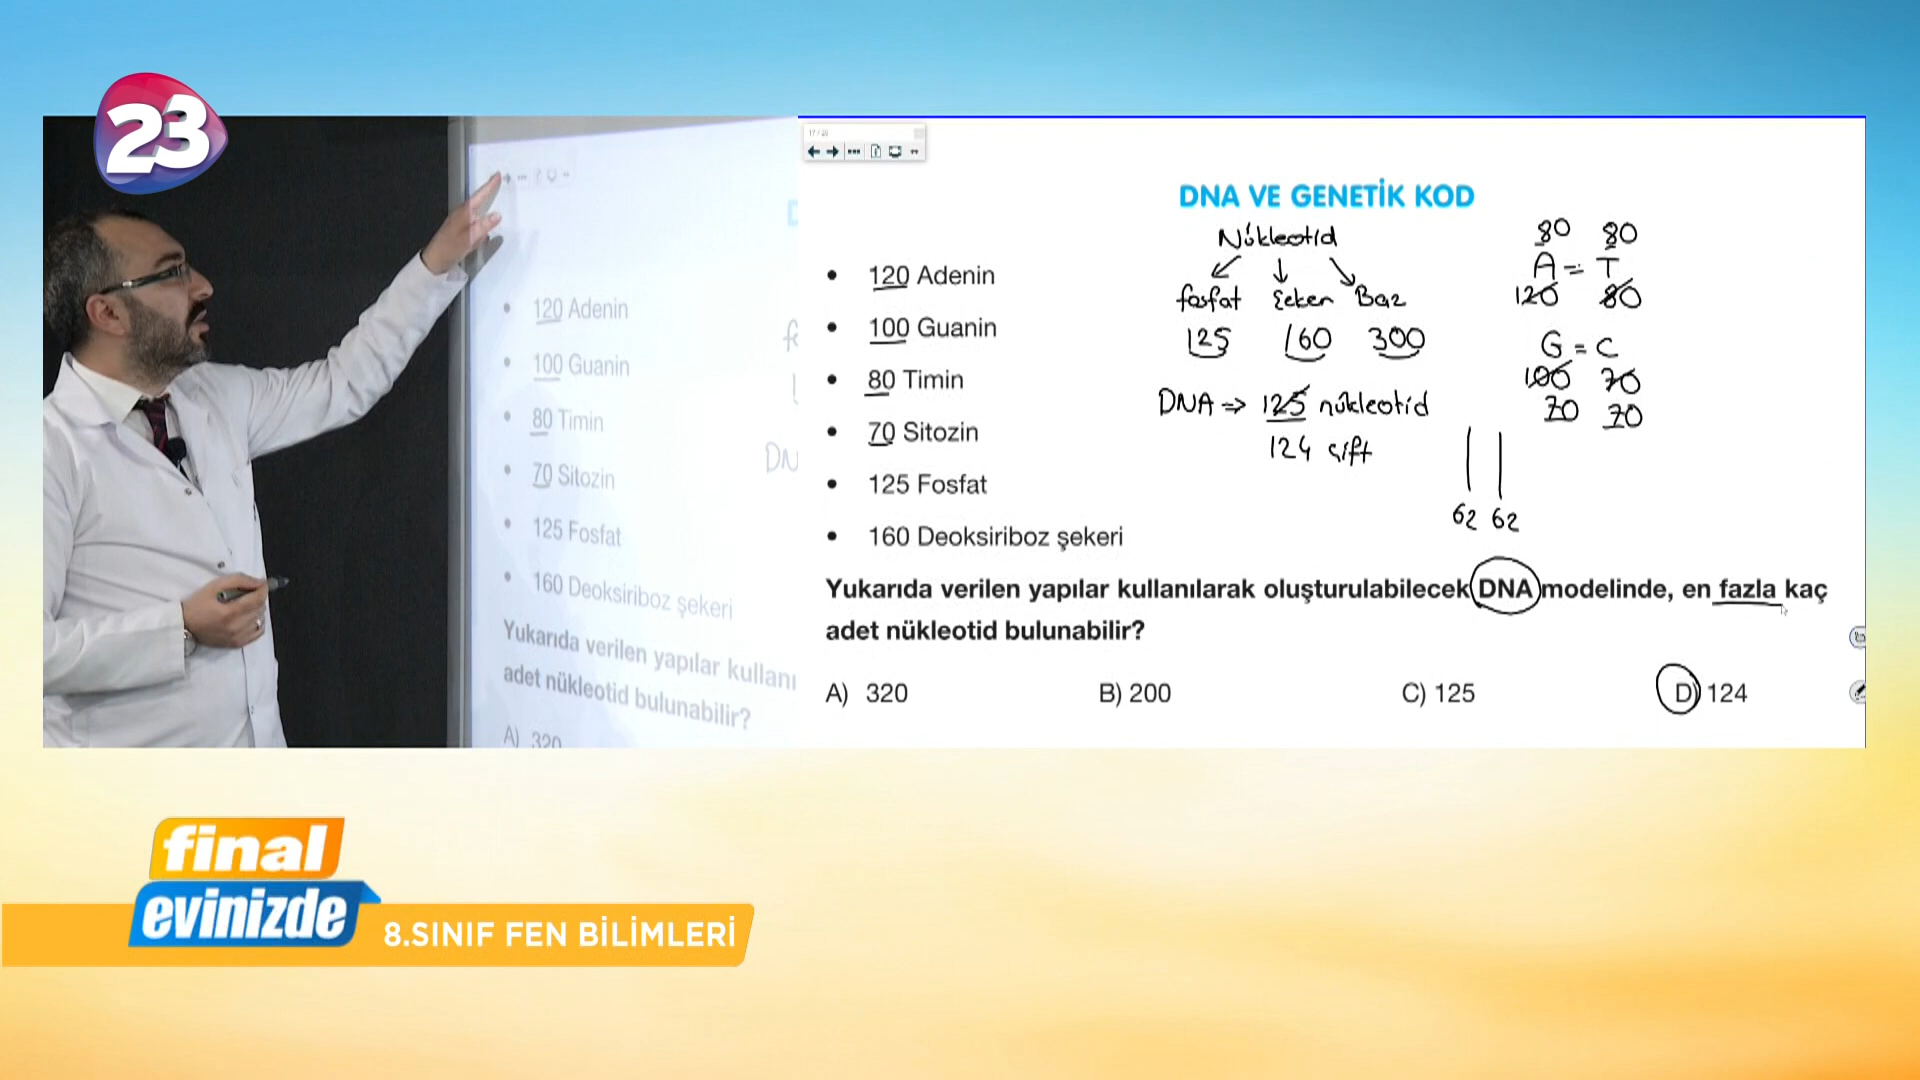 23
17 / 28
DNA VE GENETİK KOD
Nükleotid
fosfat Şeker Baz
125 160 300
DNA ⇒ 125 nükleotid
124 çift
62 62
80 80
A = T
120 80
G = C
100 70
70 70
• 120 Adenin
• 100 Guanin
• 80 Timin
• 70 Sitozin
• 125 Fosfat
• 160 Deoksiriboz şekeri
Yukarıda verilen yapılar kullanılarak oluşturulabilecek DNA modelinde, en fazla kaç
adet nükleotid bulunabilir?
A) 320 B) 200 C) 125 D) 124
• 120 Adenin
• 100 Guanin
• 80 Timin
• 70 Sitozin
• 125 Fosfat
• 160 Deoksiriboz şekeri
DN
Yukarıda verilen yapılar kullanı
adet nükleotid bulunabilir?
A) 320
final
evinizde
8.SINIF FEN BİLİMLERİ